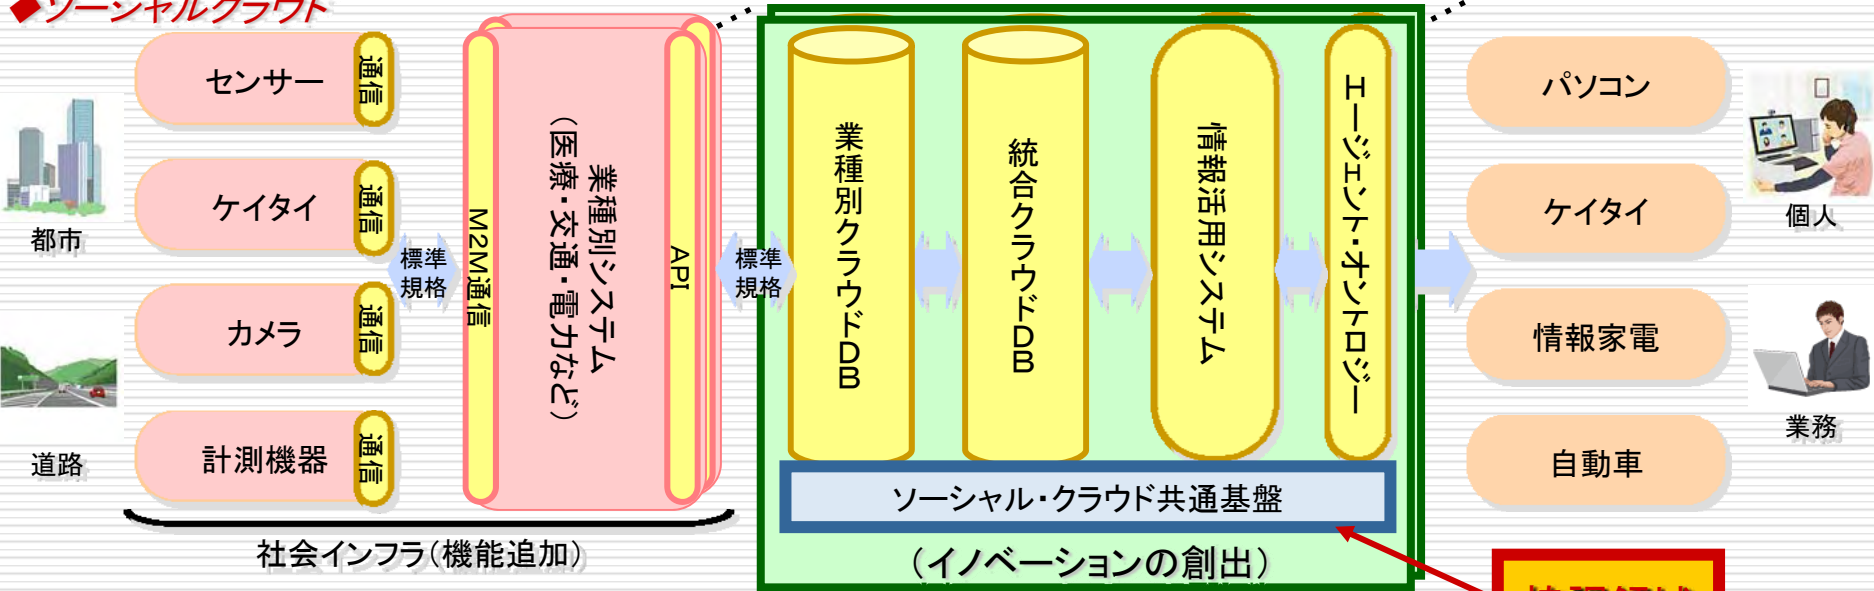 ◆ソーシャルクラウド
センサー
通信
ケイタイ
通信
カメラ
通信
計測機器
通信
都市
道路
標準
規格
M2M通信
業種別システム
(医療・交通・電力など)
API
標準
規格
社会インフラ(機能追加)
業種別クラウドDB
統合クラウドDB
情報活用システム
エージェント・オントロジー
ソーシャル・クラウド共通基盤
(イノベーションの創出)
パソコン
ケイタイ
情報家電
自動車
個人
業務